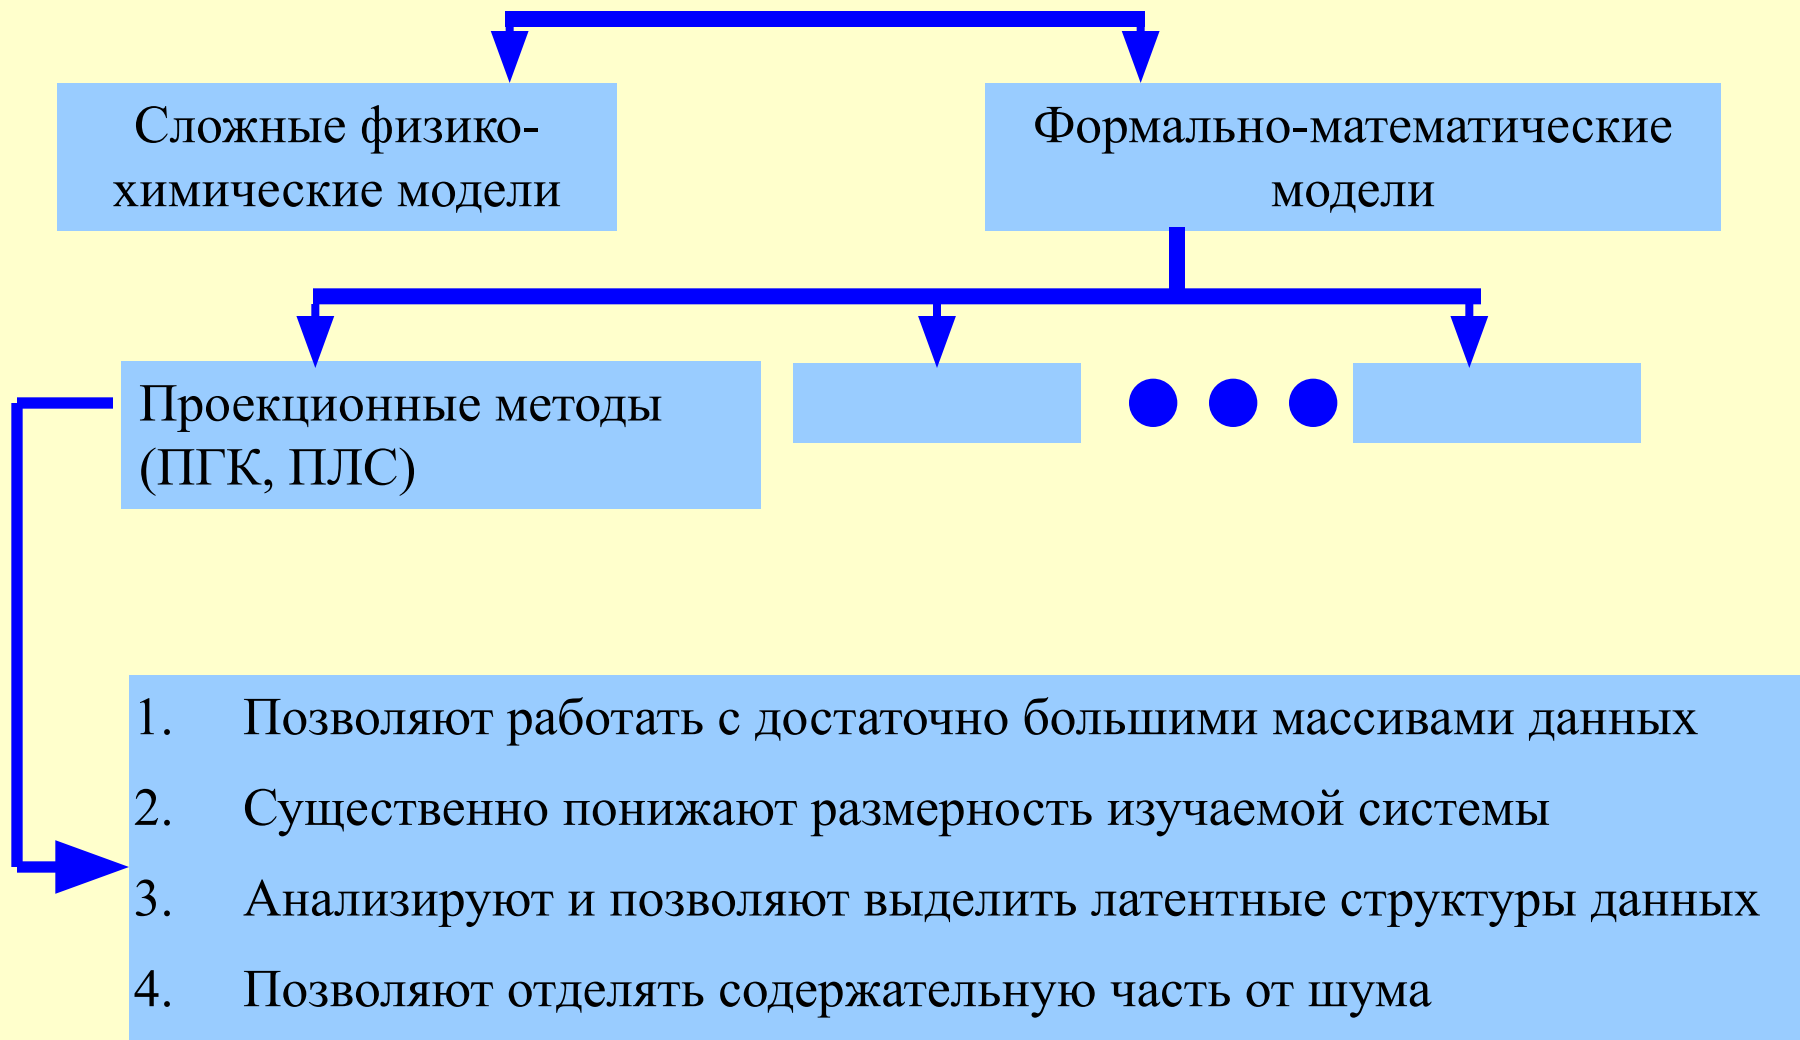 Сложные физико-
химические модели
Формально-математические
модели
Проекционные методы
(ПГК, ПЛС)
1. Позволяют работать с достаточно большими массивами данных
2. Существенно понижают размерность изучаемой системы
3. Анализируют и позволяют выделить латентные структуры данных
4. Позволяют отделять содержательную часть от шума